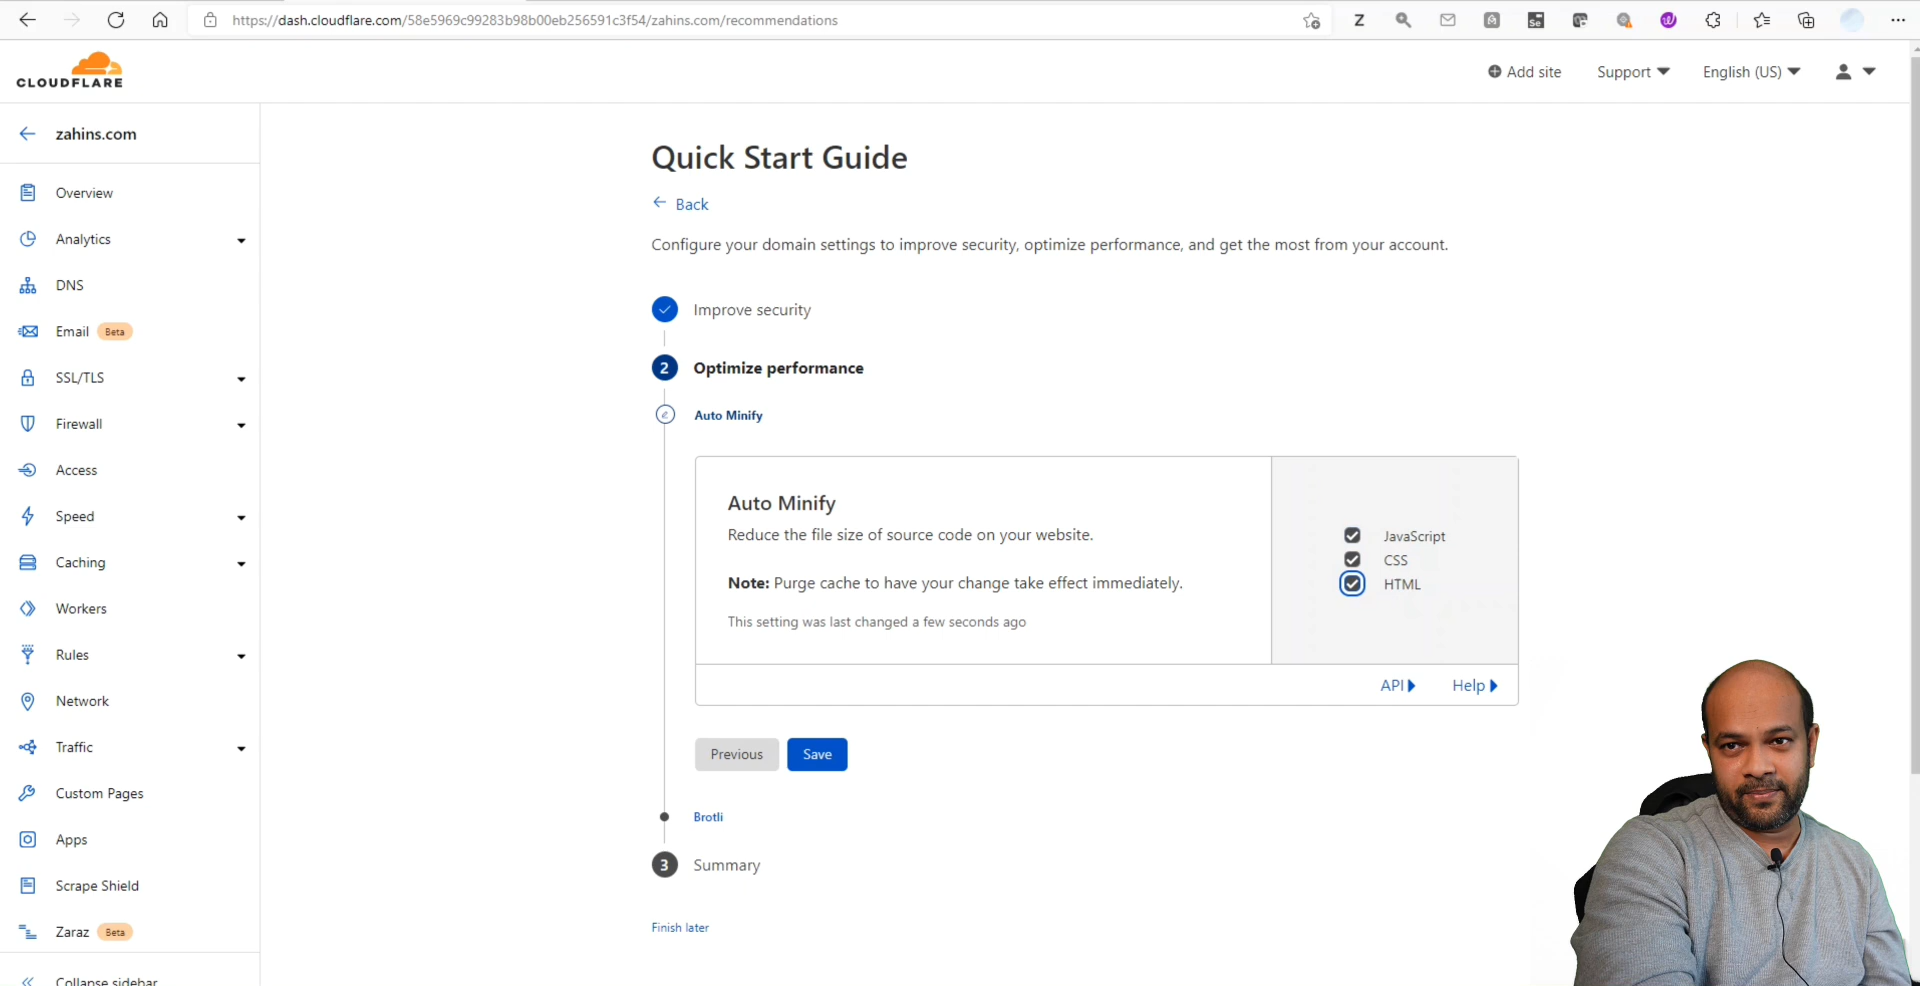 https://dash.cloudflare.com/58e5969c99283b98b00eb256591c3f54/zahins.com/recommendations
CLOUDFLARE
Add site
Support
English (US)
zahins.com
Overview
Analytics
DNS
Email Beta
SSL/TLS
Firewall
Access
Speed
Caching
Workers
Rules
Network
Traffic
Custom Pages
Apps
Scrape Shield
Zaraz Beta
Collapse sidebar
Quick Start Guide
Back
Configure your domain settings to improve security, optimize performance, and get the most from your account.
Improve security
2 Optimize performance
Auto Minify
Auto Minify
Reduce the file size of source code on your website.
Note: Purge cache to have your change take effect immediately.
This setting was last changed a few seconds ago
JavaScript
CSS
HTML
API
Help
Previous
Save
Brotli
3 Summary
Finish later